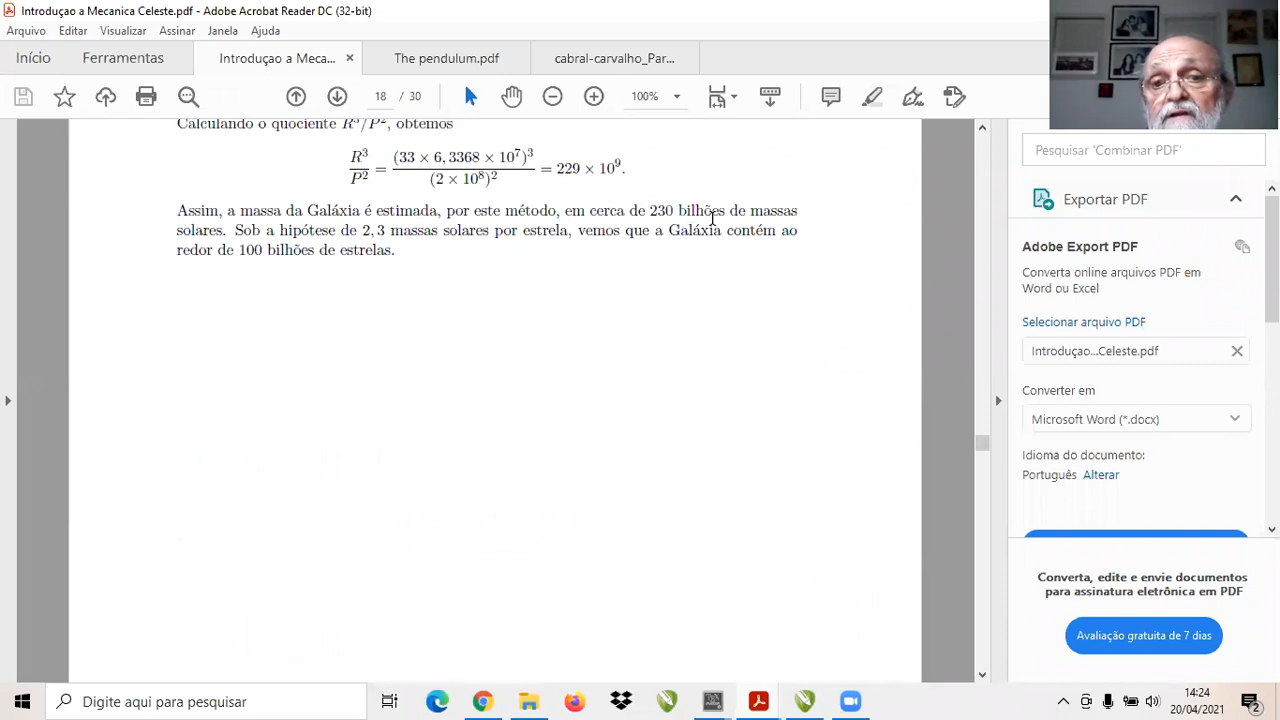 Introduçao a Mecanica Celeste.pdf - Adobe Acrobat Reader DC (32-bit)
Arquivo Editar Visualizar Assinar Janela Ajuda
Início Ferramentas Introduçao a Meca... × The pendulum.pdf cabral-carvalho_Par...
18 / 30 100%
Calculando o quociente R³/P², obtemos
R³/P² = (33 × 6,3368 × 10⁷)³/(2 × 10⁸)² = 229 × 10⁹.
Assim, a massa da Galáxia é estimada, por este método, em cerca de 230 bilhões de massas
solares. Sob a hipótese de 2,3 massas solares por estrela, vemos que a Galáxia contém ao
redor de 100 bilhões de estrelas.
Pesquisar 'Combinar PDF'
Exportar PDF
Adobe Export PDF
Converta online arquivos PDF em
Word ou Excel
Selecionar arquivo PDF
Introduçao...Celeste.pdf
Converter em
Microsoft Word (*.docx)
Idioma do documento:
Português Alterar
Converta, edite e envie documentos
para assinatura eletrônica em PDF
Avaliação gratuita de 7 dias
Digite aqui para pesquisar
14:24
20/04/2021
2